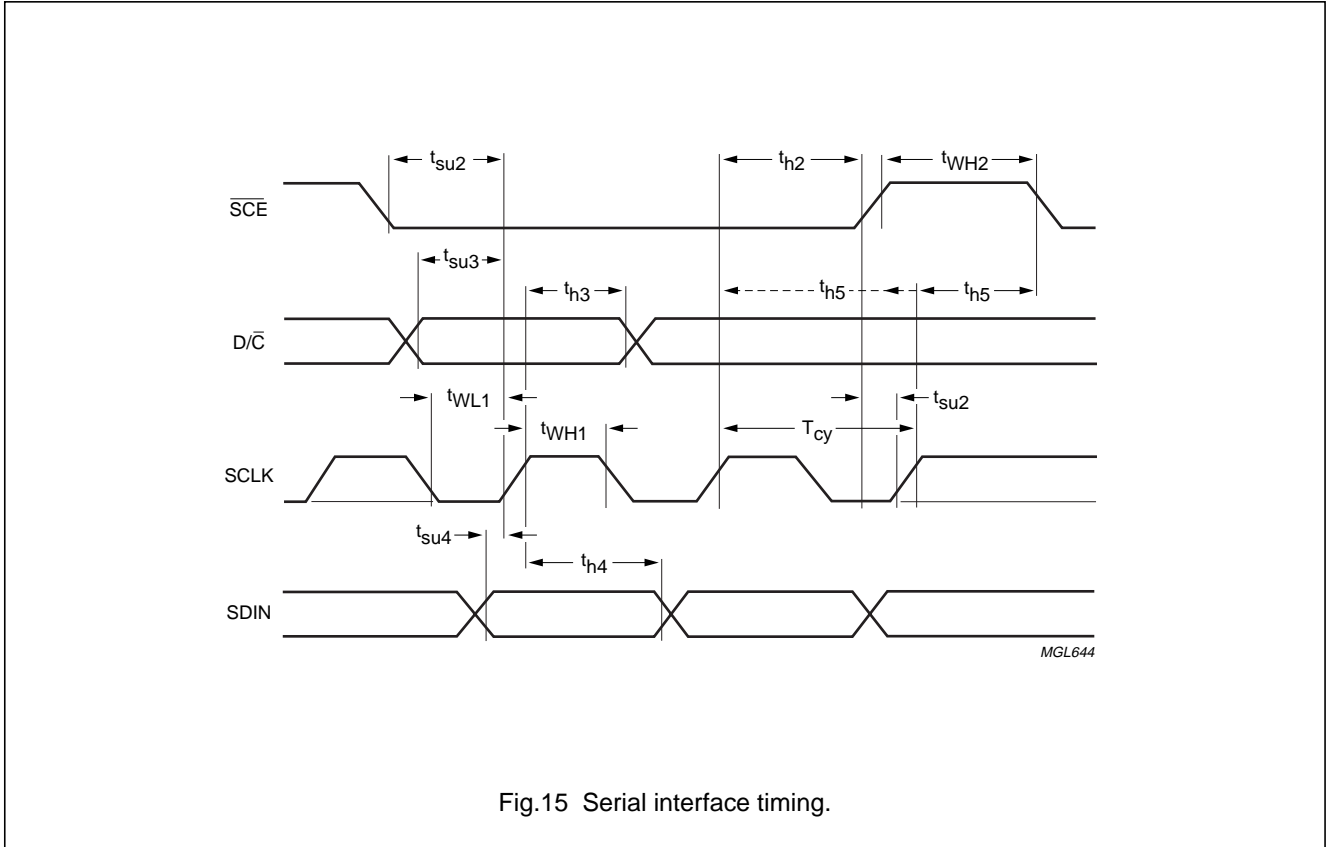 tsu2
th2
tWH2
S̅C̅E̅
tsu3
th3
th5
th5
D/C̅
tWL1
tsu2
tWH1
Tcy
SCLK
tsu4
th4
SDIN
MGL644
Fig.15 Serial interface timing.